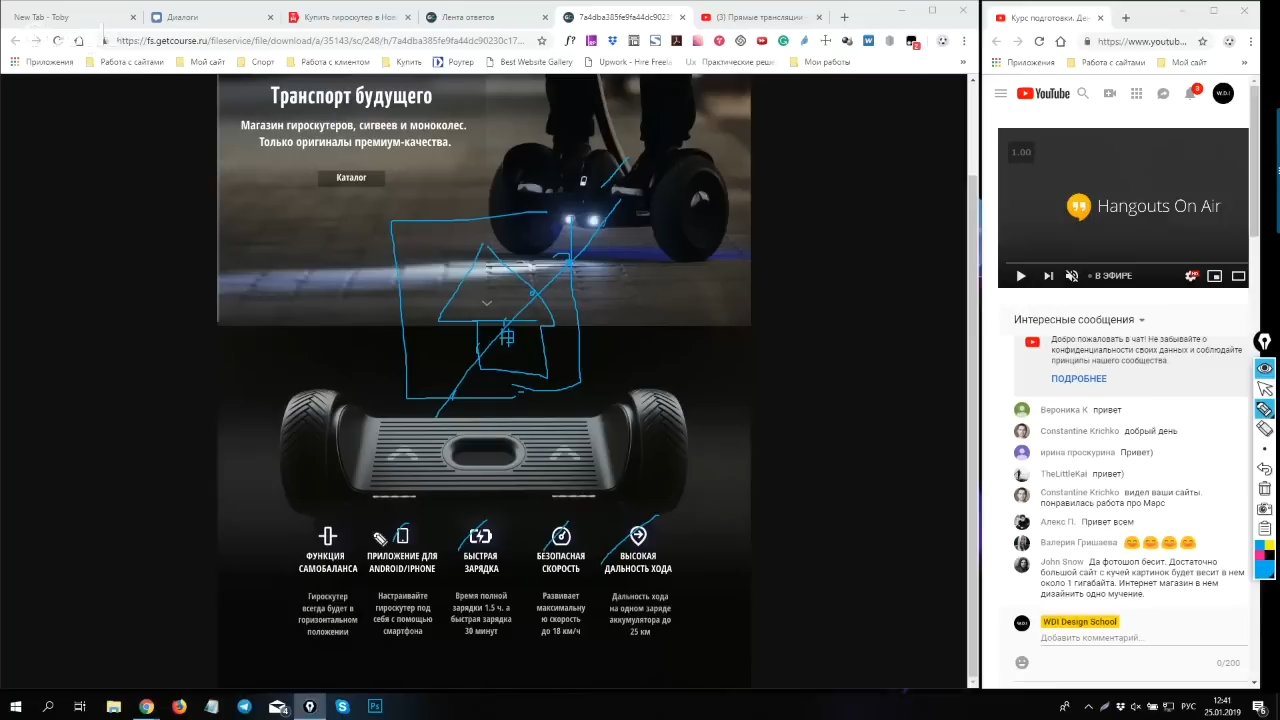 New Tab - Toby
Диалоги
Купить гироскутер в Нов
Лента ответов
7a4dba385fe9fa44dc9023
(3) Прямые трансляции -
Курс подготовки. Ден
https://fs.getcourse.ru/fileservice/file/download/a/35143/sc/248/h/7a4dba385fe9fa44dc90230c17...
https://www.youtub...
Приложения
Работа с сайтами
Мой сайт
Спорт
Работа с клиентом
Купить
Роутер
Best Website Gallery
Upwork - Hire Freela
Практические реше
Мои работы
»
Приложения
Работа с сайтами
Мой сайт
»
Транспорт будущего
Магазин гироскутеров, сигвеев и моноколес.
Только оригиналы премиум-качества.
Каталог
ФУНКЦИЯ
САМОБАЛАНСА
Гироскутер
всегда будет в
горизонтальном
положении
ПРИЛОЖЕНИЕ ДЛЯ
ANDROID/IPHONE
Настраивайте
гироскутер под
себя с помощью
смартфона
БЫСТРАЯ
ЗАРЯДКА
Время полной
зарядки 1.5 ч. а
быстрая зарядка
30 минут
БЕЗОПАСНАЯ
СКОРОСТЬ
Развивает
максимальну
ю скорость
до 18 км/ч
ВЫСОКАЯ
ДАЛЬНОСТЬ ХОДА
Дальность хода
на одном заряде
аккумулятора до
25 км
YouTube
3
W.D.I
1.00
Hangouts On Air
В ЭФИРЕ
HD
Интересные сообщения
Добро пожаловать в чат! Не забывайте о
конфиденциальности своих данных и соблюдайте
принципы нашего сообщества.
ПОДРОБНЕЕ
Вероника К привет
Constantine Krichko добрый день
ирина проскурина Привет)
TheLittleKai привет)
Constantine Krichko видел ваши сайты.
понравилась работа про Марс
Алекс П. Привет всем
Валерия Гришаева
John Snow Да фотошоп бесит. Достаточно
большой сайт с кучей картинок будет весит в нем
около 1 гигабайта. Интернет магазин в нем
дизайнить одно мучение.
WDI Design School
Добавить комментарий...
0/200
Ps
РУС
12:41
25.01.2019
6